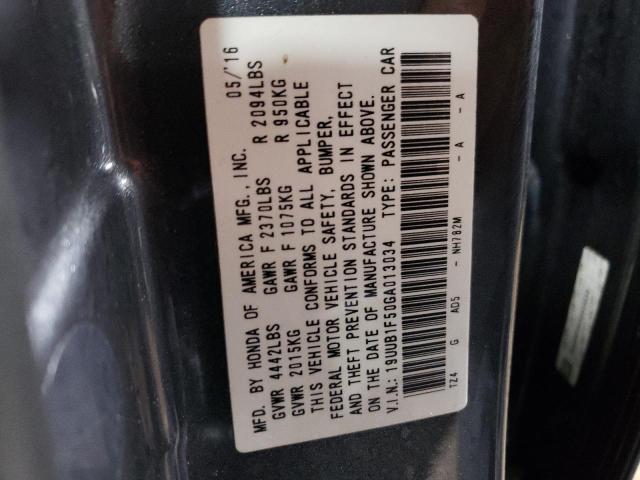 MFD. BY HONDA OF AMERICA MFG., INC. 05/'16
GVWR 4442LBS GAWR F 2370LBS R 2094LBS
GVWR 2015KG GAWR F 1075KG R 950KG
THIS VEHICLE CONFORMS TO ALL APPLICABLE
FEDERAL MOTOR VEHICLE SAFETY, BUMPER,
AND THEFT PREVENTION STANDARDS IN EFFECT
ON THE DATE OF MANUFACTURE SHOWN ABOVE.
V.I.N.: 19UUB1F50GA013034 TYPE: PASSENGER CAR
TZ4 G AD5 - NH782M - A - A